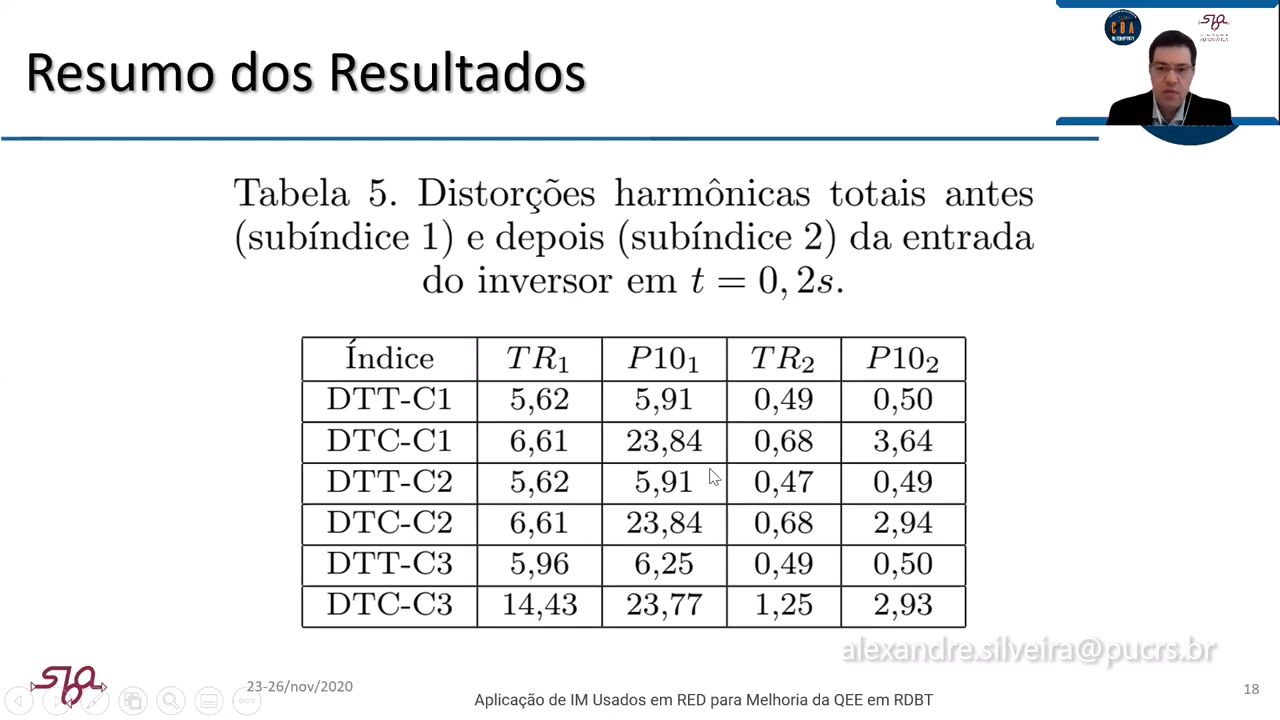 Resumo dos Resultados
CBA
Tabela 5. Distorções harmônicas totais antes
(subíndice 1) e depois (subíndice 2) da entrada
do inversor em t = 0, 2s.
Índice TR1 P101 TR2 P102
DTT-C1 5,62 5,91 0,49 0,50
DTC-C1 6,61 23,84 0,68 3,64
DTT-C2 5,62 5,91 0,47 0,49
DTC-C2 6,61 23,84 0,68 2,94
DTT-C3 5,96 6,25 0,49 0,50
DTC-C3 14,43 23,77 1,25 2,93
alexandre.silveira@pucrs.br
23-26/nov/2020
Aplicação de IM Usados em RED para Melhoria da QEE em RDBT
18